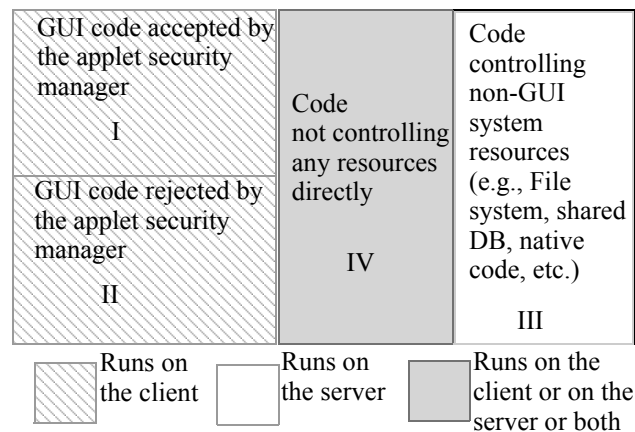 GUI code accepted by
the applet security
manager
I
GUI code rejected by
the applet security
manager
II
Code
not controlling
any resources
directly
IV
Code
controlling
non-GUI
system
resources
(e.g., File
system, shared
DB, native
code, etc.)
III
Runs on
the client
Runs on
the server
Runs on the
client or on the
server or both